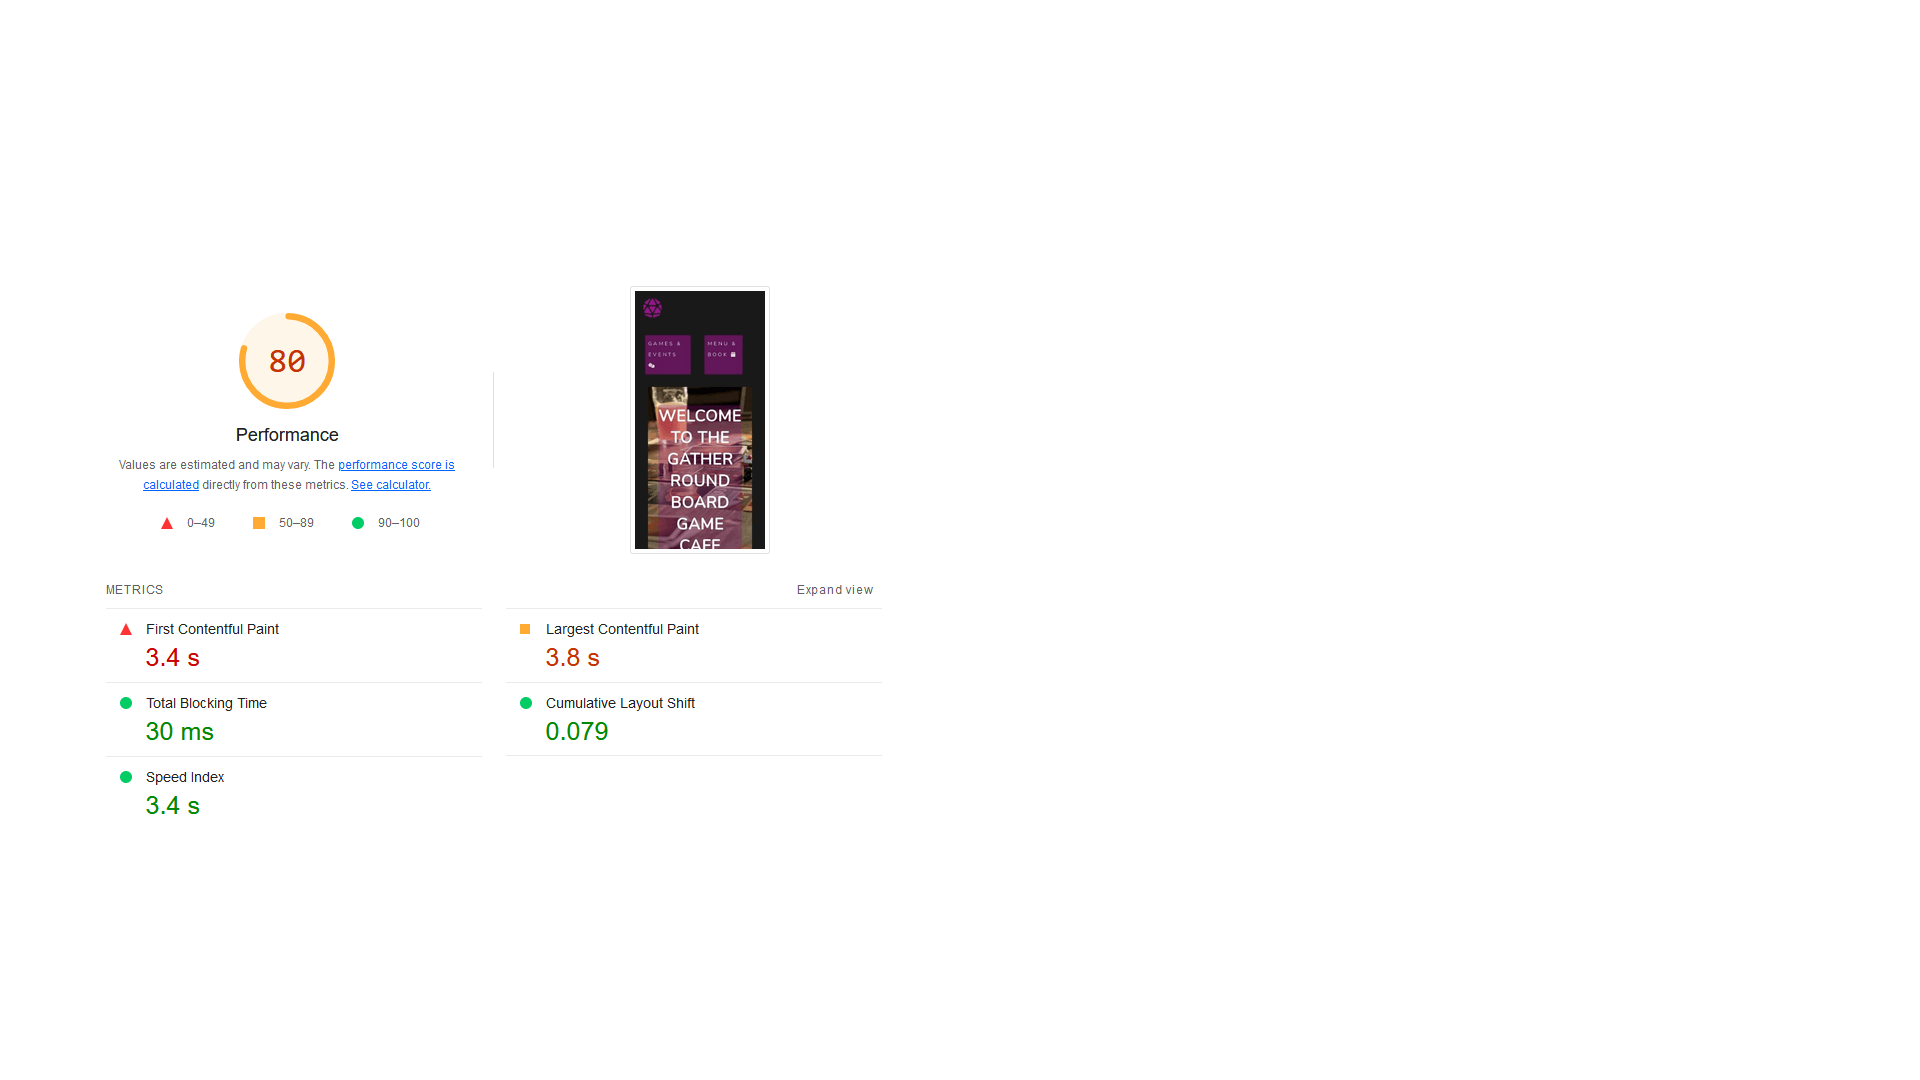 80
Performance
Values are estimated and may vary. The performance score is
calculated directly from these metrics. See calculator.
0–49
50–89
90–100
GAMES &
EVENTS
MENU &
BOOK
WELCOME
TO THE
GATHER
ROUND
BOARD
GAME
CAFE
METRICS
Expand view
First Contentful Paint
3.4 s
Largest Contentful Paint
3.8 s
Total Blocking Time
30 ms
Cumulative Layout Shift
0.079
Speed Index
3.4 s